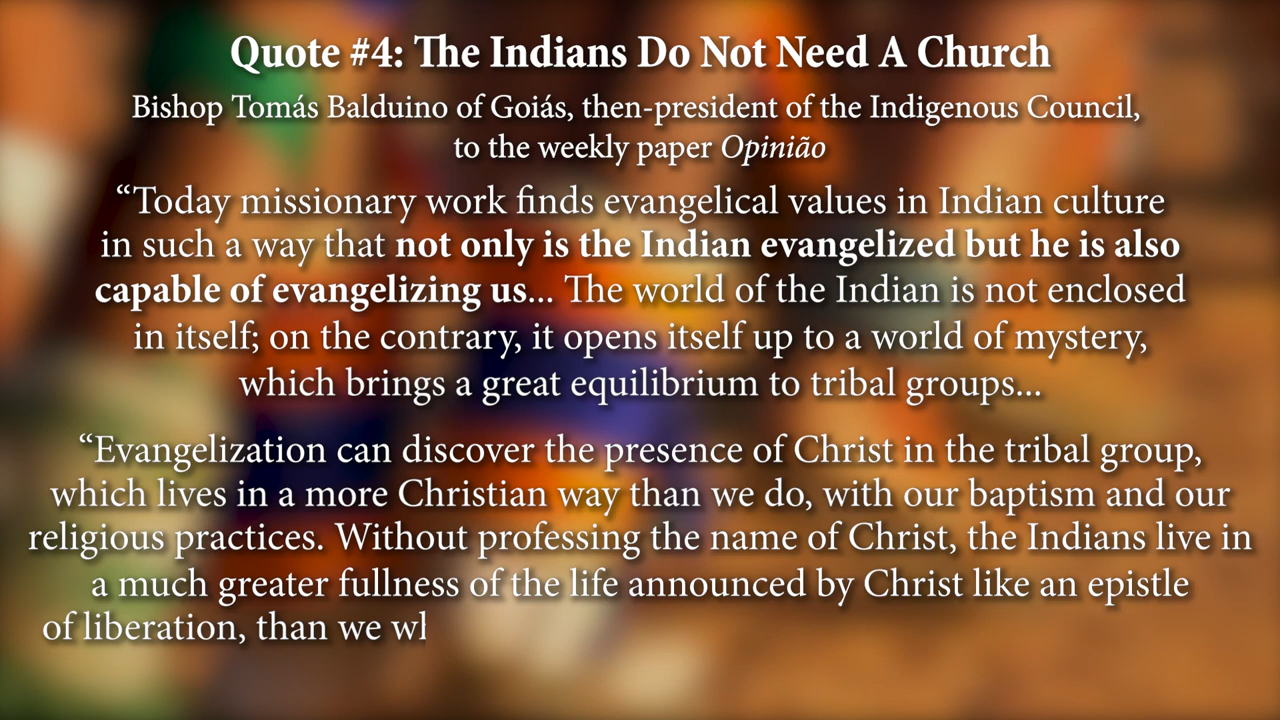 Quote #4: The Indians Do Not Need A Church
Bishop Tomás Balduino of Goiás, then-president of the Indigenous Council,
to the weekly paper Opinião
“Today missionary work finds evangelical values in Indian culture
in such a way that not only is the Indian evangelized but he is also
capable of evangelizing us... The world of the Indian is not enclosed
in itself; on the contrary, it opens itself up to a world of mystery,
which brings a great equilibrium to tribal groups...
“Evangelization can discover the presence of Christ in the tribal group,
which lives in a more Christian way than we do, with our baptism and our
religious practices. Without professing the name of Christ, the Indians live in
a much greater fullness of the life announced by Christ like an epistle
of liberation, than we